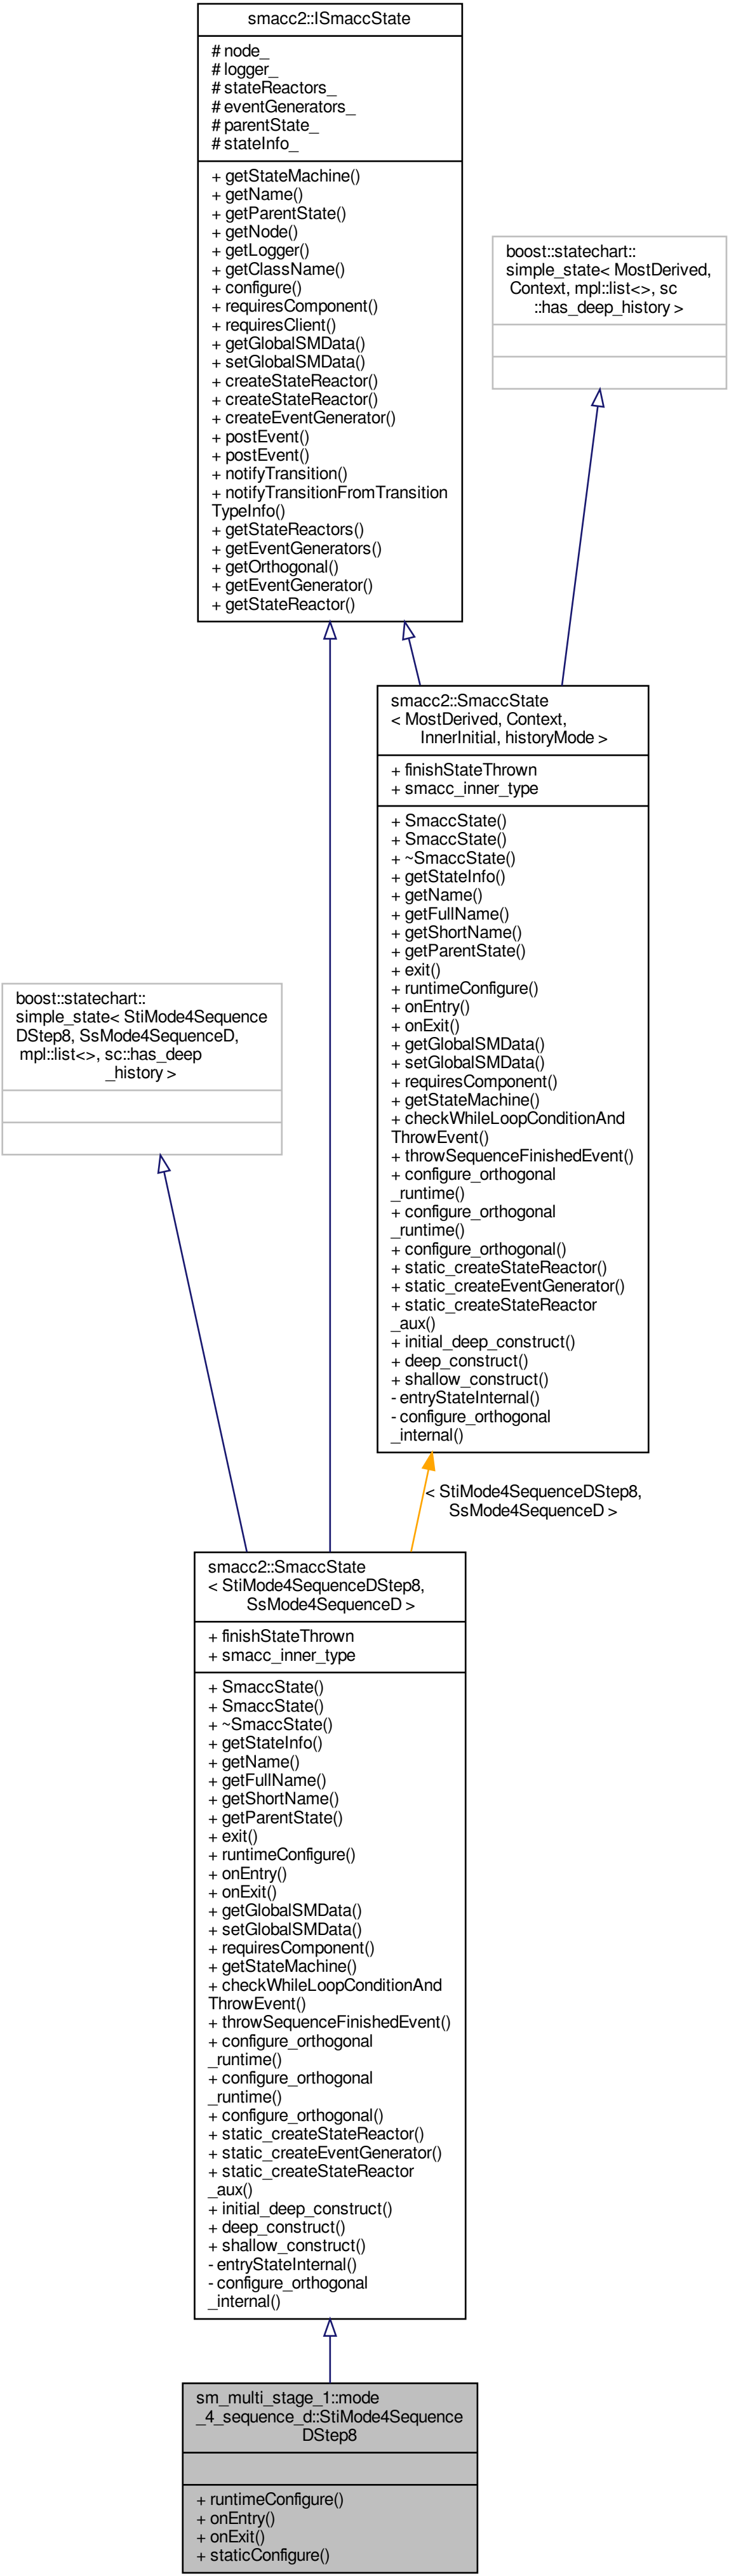 smacc2::ISmaccState
# node_
# logger_
# stateReactors_
# eventGenerators_
# parentState_
# stateInfo_
+ getStateMachine()
+ getName()
+ getParentState()
+ getNode()
+ getLogger()
+ getClassName()
+ configure()
+ requiresComponent()
+ requiresClient()
+ getGlobalSMData()
+ setGlobalSMData()
+ createStateReactor()
+ createStateReactor()
+ createEventGenerator()
+ postEvent()
+ postEvent()
+ notifyTransition()
+ notifyTransitionFromTransition
TypeInfo()
+ getStateReactors()
+ getEventGenerators()
+ getOrthogonal()
+ getEventGenerator()
+ getStateReactor()
boost::statechart::
simple_state< MostDerived,
Context, mpl::list<>, sc
::has_deep_history >
smacc2::SmaccState
< MostDerived, Context,
InnerInitial, historyMode >
+ finishStateThrown
+ smacc_inner_type
+ SmaccState()
+ SmaccState()
+ ~SmaccState()
+ getStateInfo()
+ getName()
+ getFullName()
+ getShortName()
+ getParentState()
+ exit()
+ runtimeConfigure()
+ onEntry()
+ onExit()
+ getGlobalSMData()
+ setGlobalSMData()
+ requiresComponent()
+ getStateMachine()
+ checkWhileLoopConditionAnd
ThrowEvent()
+ throwSequenceFinishedEvent()
+ configure_orthogonal
_runtime()
+ configure_orthogonal
_runtime()
+ configure_orthogonal()
+ static_createStateReactor()
+ static_createEventGenerator()
+ static_createStateReactor
_aux()
+ initial_deep_construct()
+ deep_construct()
+ shallow_construct()
- entryStateInternal()
- configure_orthogonal
_internal()
boost::statechart::
simple_state< StiMode4Sequence
DStep8, SsMode4SequenceD,
mpl::list<>, sc::has_deep
_history >
< StiMode4SequenceDStep8,
SsMode4SequenceD >
smacc2::SmaccState
< StiMode4SequenceDStep8,
SsMode4SequenceD >
+ finishStateThrown
+ smacc_inner_type
+ SmaccState()
+ SmaccState()
+ ~SmaccState()
+ getStateInfo()
+ getName()
+ getFullName()
+ getShortName()
+ getParentState()
+ exit()
+ runtimeConfigure()
+ onEntry()
+ onExit()
+ getGlobalSMData()
+ setGlobalSMData()
+ requiresComponent()
+ getStateMachine()
+ checkWhileLoopConditionAnd
ThrowEvent()
+ throwSequenceFinishedEvent()
+ configure_orthogonal
_runtime()
+ configure_orthogonal
_runtime()
+ configure_orthogonal()
+ static_createStateReactor()
+ static_createEventGenerator()
+ static_createStateReactor
_aux()
+ initial_deep_construct()
+ deep_construct()
+ shallow_construct()
- entryStateInternal()
- configure_orthogonal
_internal()
sm_multi_stage_1::mode
_4_sequence_d::StiMode4Sequence
DStep8
+ runtimeConfigure()
+ onEntry()
+ onExit()
+ staticConfigure()